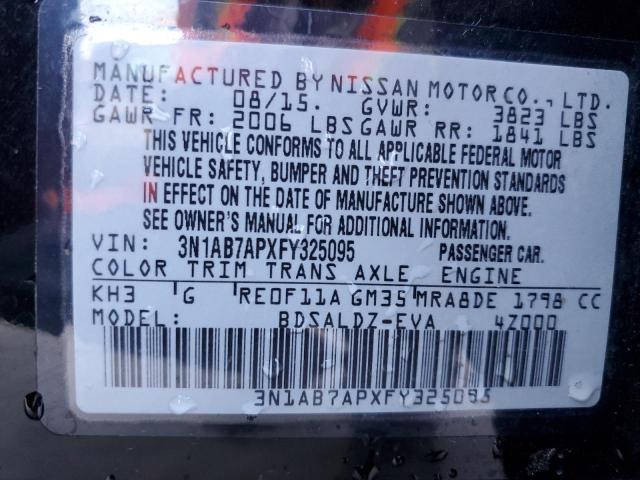 MANUFACTURED BY NISSAN MOTOR CO., LTD.
DATE: 08/15. GVWR: 3823 LBS
GAWR FR: 2006 LBS GAWR RR: 1841 LBS
THIS VEHICLE CONFORMS TO ALL APPLICABLE FEDERAL MOTOR
VEHICLE SAFETY, BUMPER AND THEFT PREVENTION STANDARDS
IN EFFECT ON THE DATE OF MANUFACTURE SHOWN ABOVE.
SEE OWNER'S MANUAL FOR ADDITIONAL INFORMATION.
VIN: 3N1AB7APXFY325095 PASSENGER CAR.
COLOR TRIM TRANS AXLE ENGINE
KH3 G RE0F11A GM35 MRA8DE 1798 CC
MODEL: BDSALDZ-EVA 4Z000
3N1AB7APXFY325095